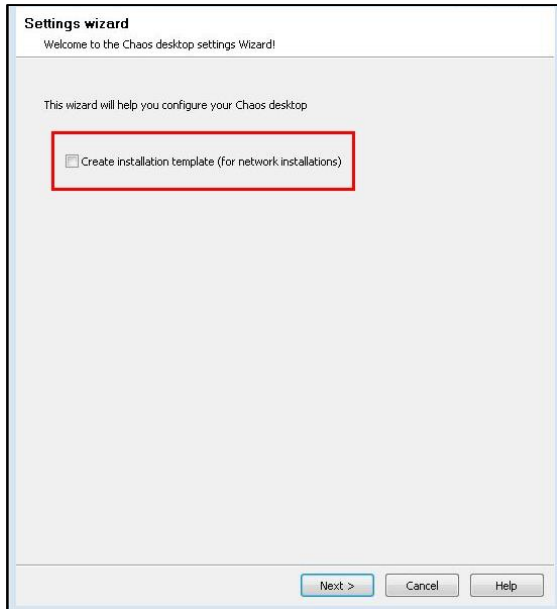 Settings wizard
Welcome to the Chaos desktop settings Wizard!
This wizard will help you configure your Chaos desktop
Create installation template (for network installations)
Next >
Cancel
Help